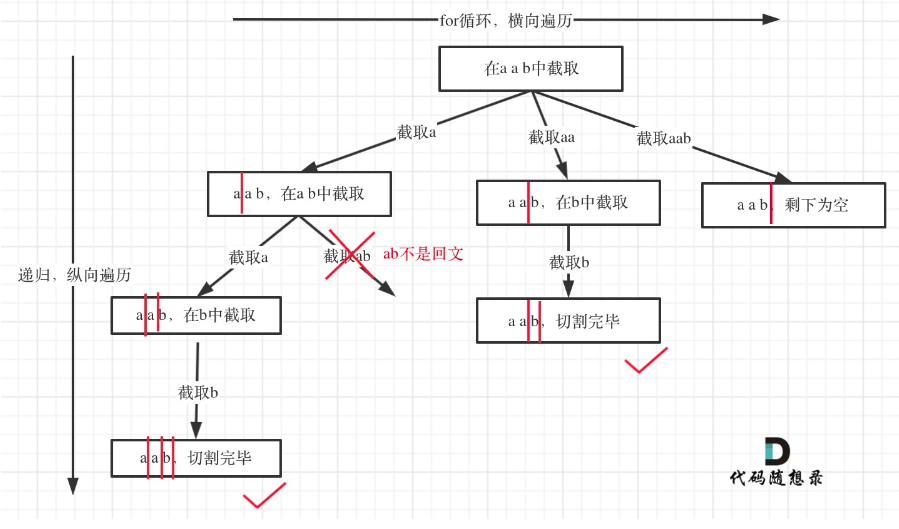 for循环，横向遍历
在a a b中截取
截取a
截取aa
截取aab
a a b，在a b中截取
a a b，在b中截取
a a b，剩下为空
截取a
截取ab
ab不是回文
截取b
递归，纵向遍历
a a b，在b中截取
a a b，切割完毕
截取b
a a b，切割完毕
代码随想录